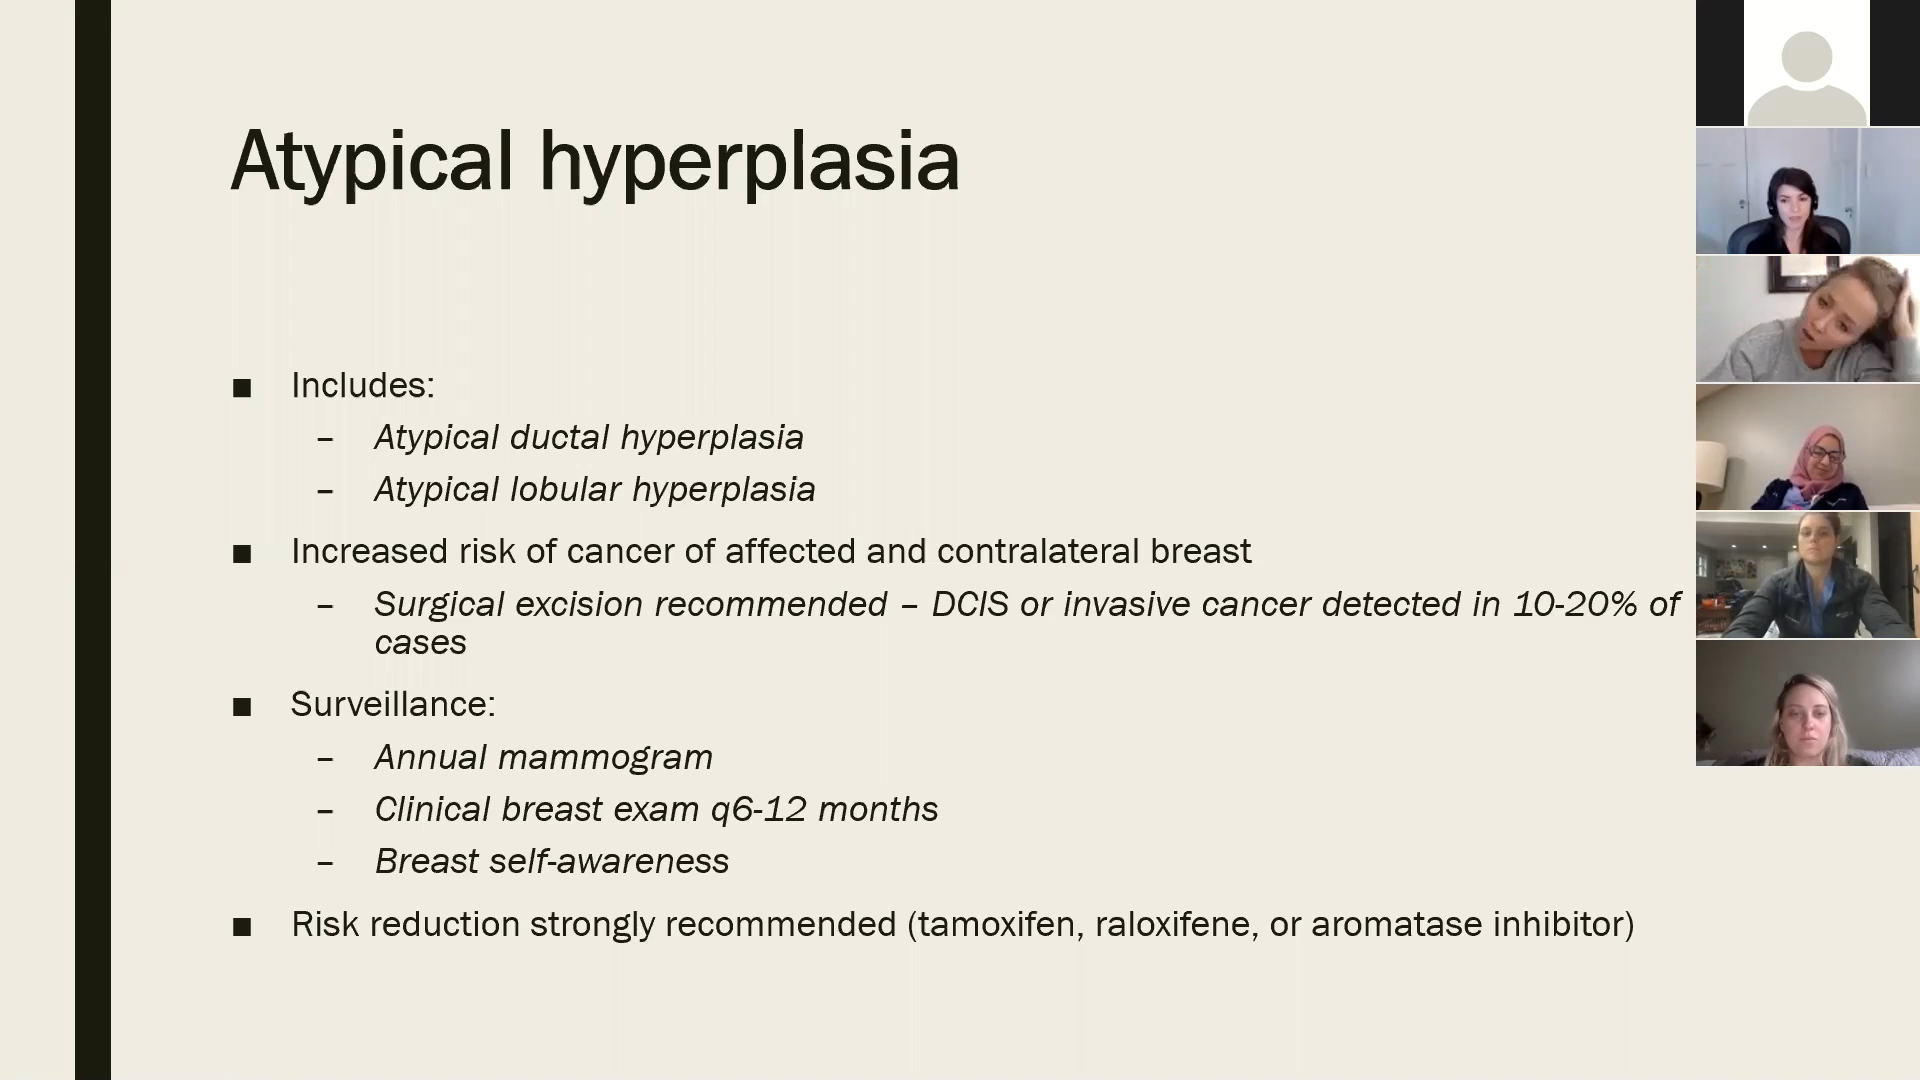 Atypical hyperplasia
■ Includes:
– Atypical ductal hyperplasia
– Atypical lobular hyperplasia
■ Increased risk of cancer of affected and contralateral breast
– Surgical excision recommended – DCIS or invasive cancer detected in 10-20% of
cases
■ Surveillance:
– Annual mammogram
– Clinical breast exam q6-12 months
– Breast self-awareness
■ Risk reduction strongly recommended (tamoxifen, raloxifene, or aromatase inhibitor)